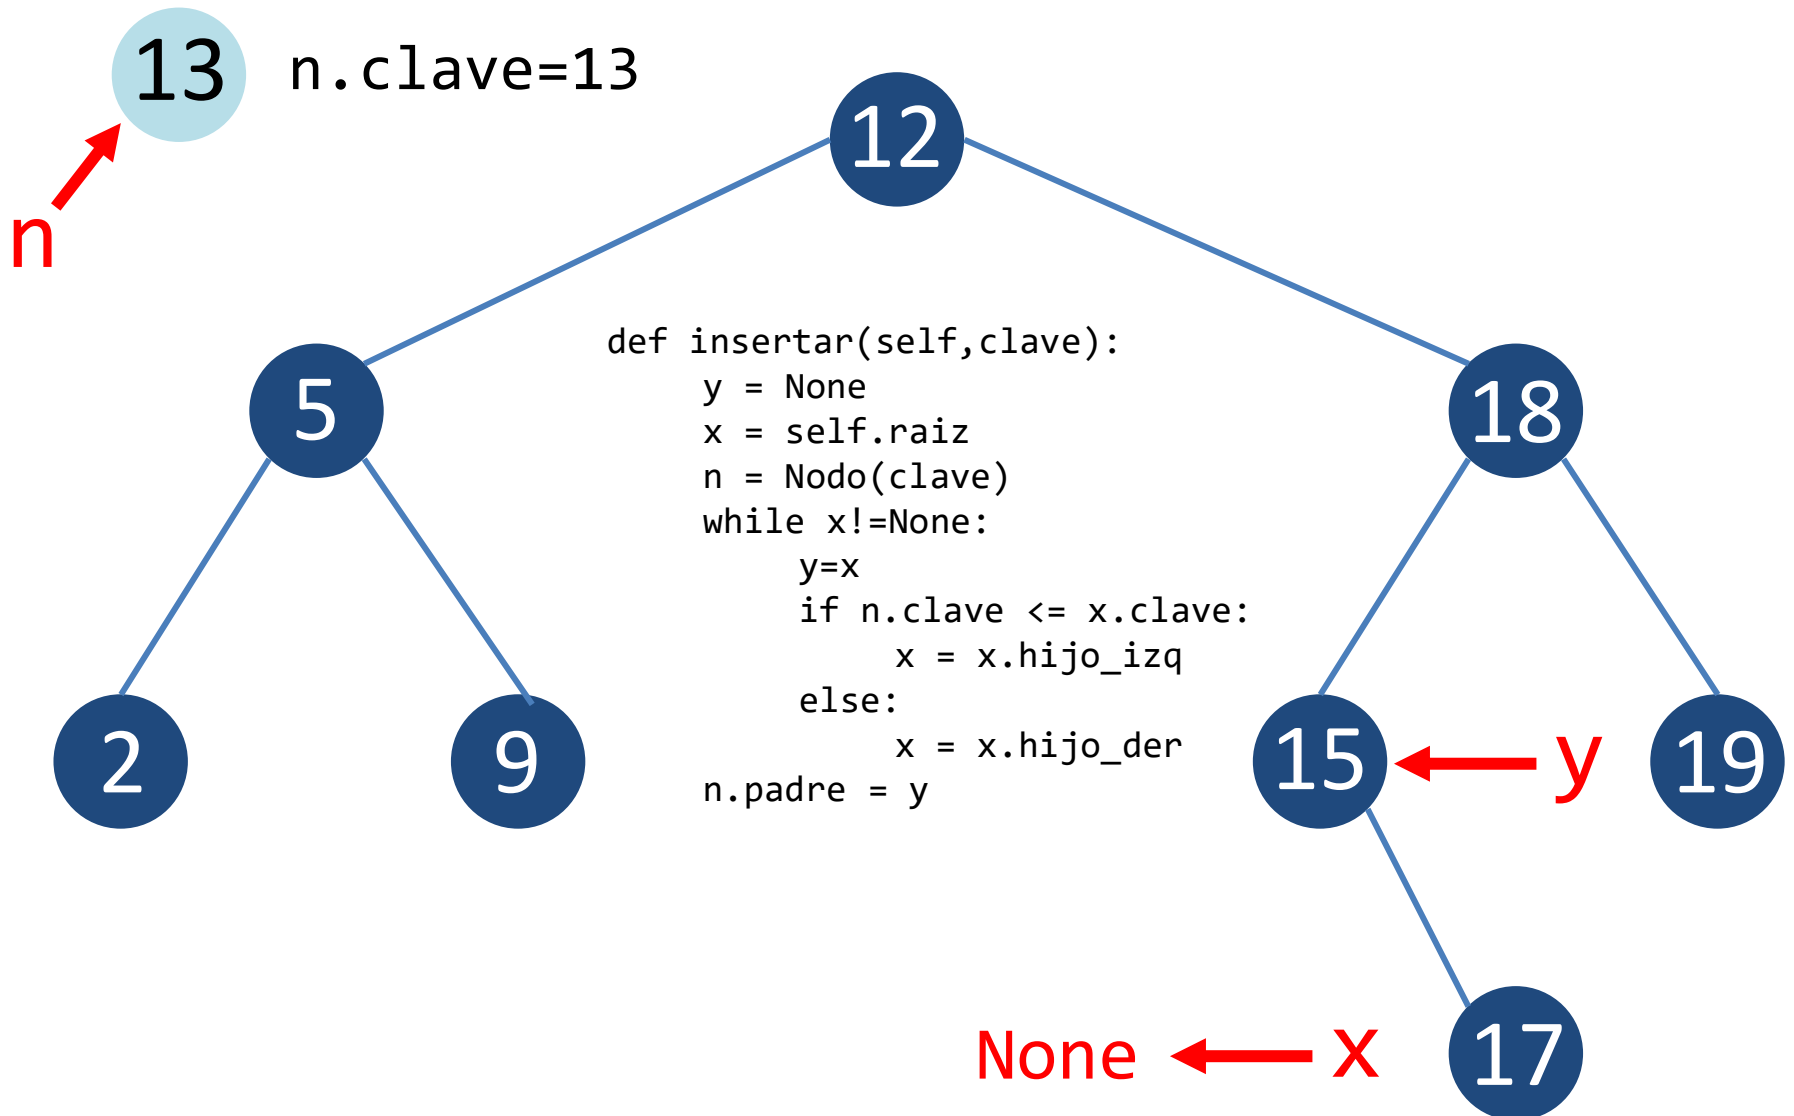 13 n.clave=13
12
n
def insertar(self,clave):
y = None
x = self.raiz
n = Nodo(clave)
while x!=None:
y=x
if n.clave <= x.clave:
x = x.hijo_izq
else:
x = x.hijo_der
n.padre = y
5
18
2
9
15
y
19
None
x
17